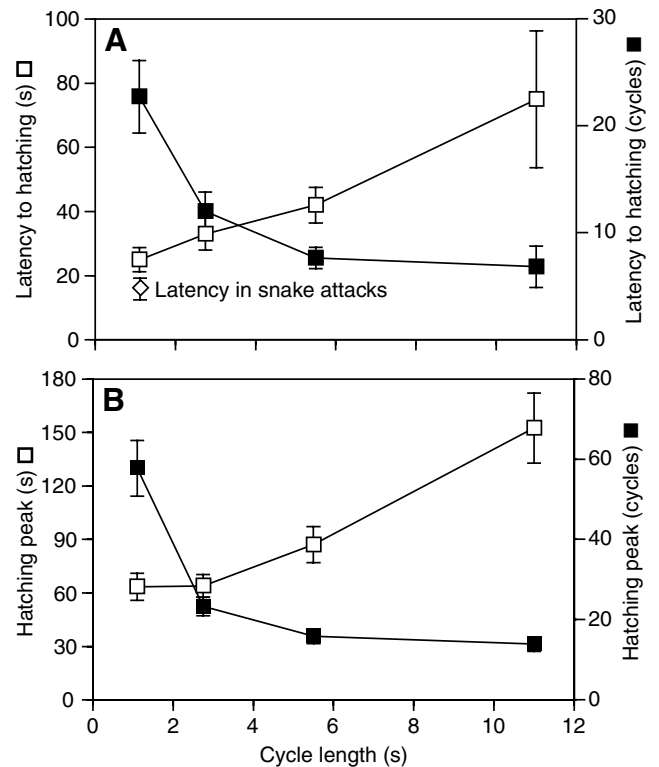 A
100
80
60
40
20
0
Latency to hatching (s)
30
20
10
0
Latency to hatching (cycles)
Latency in snake attacks
B
180
150
120
90
60
30
0
Hatching peak (s)
80
60
40
20
0
Hatching peak (cycles)
0 2 4 6 8 10 12
Cycle length (s)